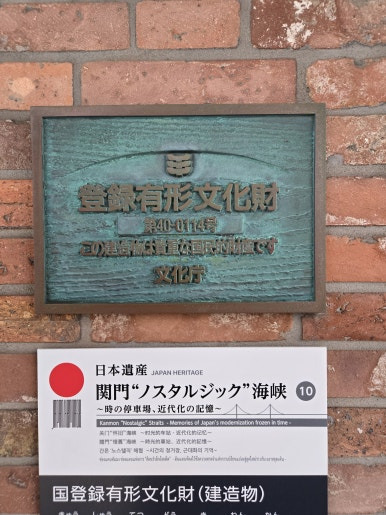 登録有形文化財
第40-0114号
この建造物は貴重な国民的財産です
文化庁
日本遺産 JAPAN HERITAGE
関門“ノスタルジック”海峡
10
～時の停車場、近代化の記憶～
Kanmon "Nostalgic" Straits - Memories of Japan's modernization frozen in time -
国登録有形文化財（建造物）